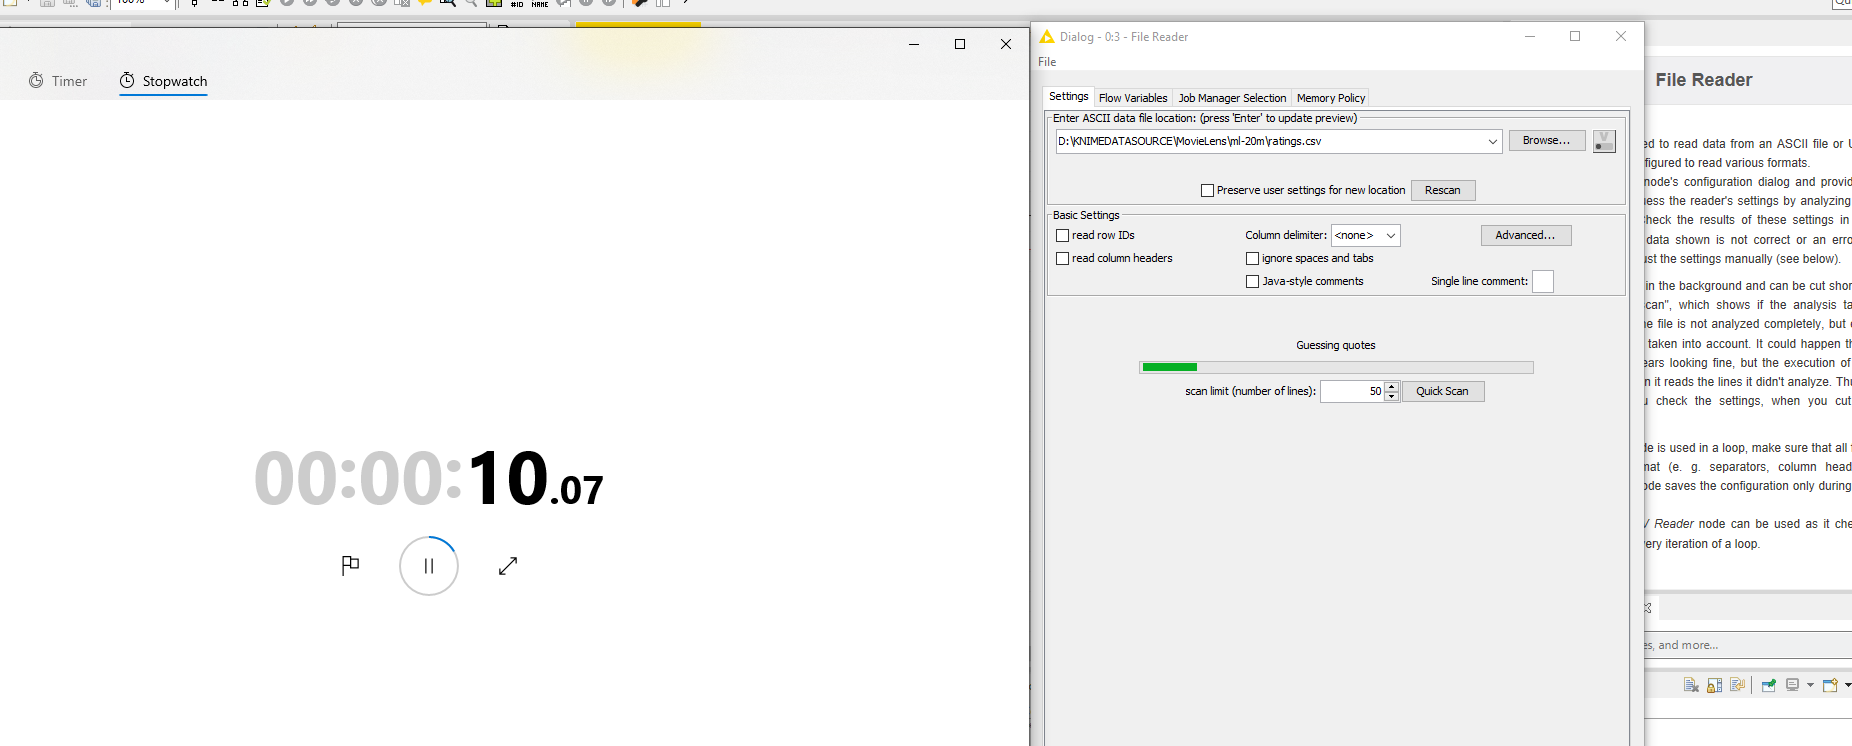 100%
#ID
NAME
Timer
Stopwatch
00:00:10.07
Dialog - 0:3 - File Reader
File
Settings
Flow Variables
Job Manager Selection
Memory Policy
Enter ASCII data file location: (press 'Enter' to update preview)
D:\KNIMEDATASOURCE\MovieLens\ml-20m\ratings.csv
Browse...
V
Preserve user settings for new location
Rescan
Basic Settings
read row IDs
Column delimiter:
<none>
Advanced...
read column headers
ignore spaces and tabs
Java-style comments
Single line comment:
Guessing quotes
scan limit (number of lines):
50
Quick Scan
File Reader
ed to read data from an ASCII file or U
figured to read various formats.
node's configuration dialog and provid
ess the reader's settings by analyzing
heck the results of these settings in
data shown is not correct or an erro
ust the settings manually (see below).
in the background and can be cut shor
can", which shows if the analysis ta
e file is not analyzed completely, but
taken into account. It could happen th
ears looking fine, but the execution of
n it reads the lines it didn't analyze. Thu
u check the settings, when you cut
de is used in a loop, make sure that all
mat (e. g. separators, column head
ode saves the configuration only during
V Reader node can be used as it che
ery iteration of a loop.
es, and more...